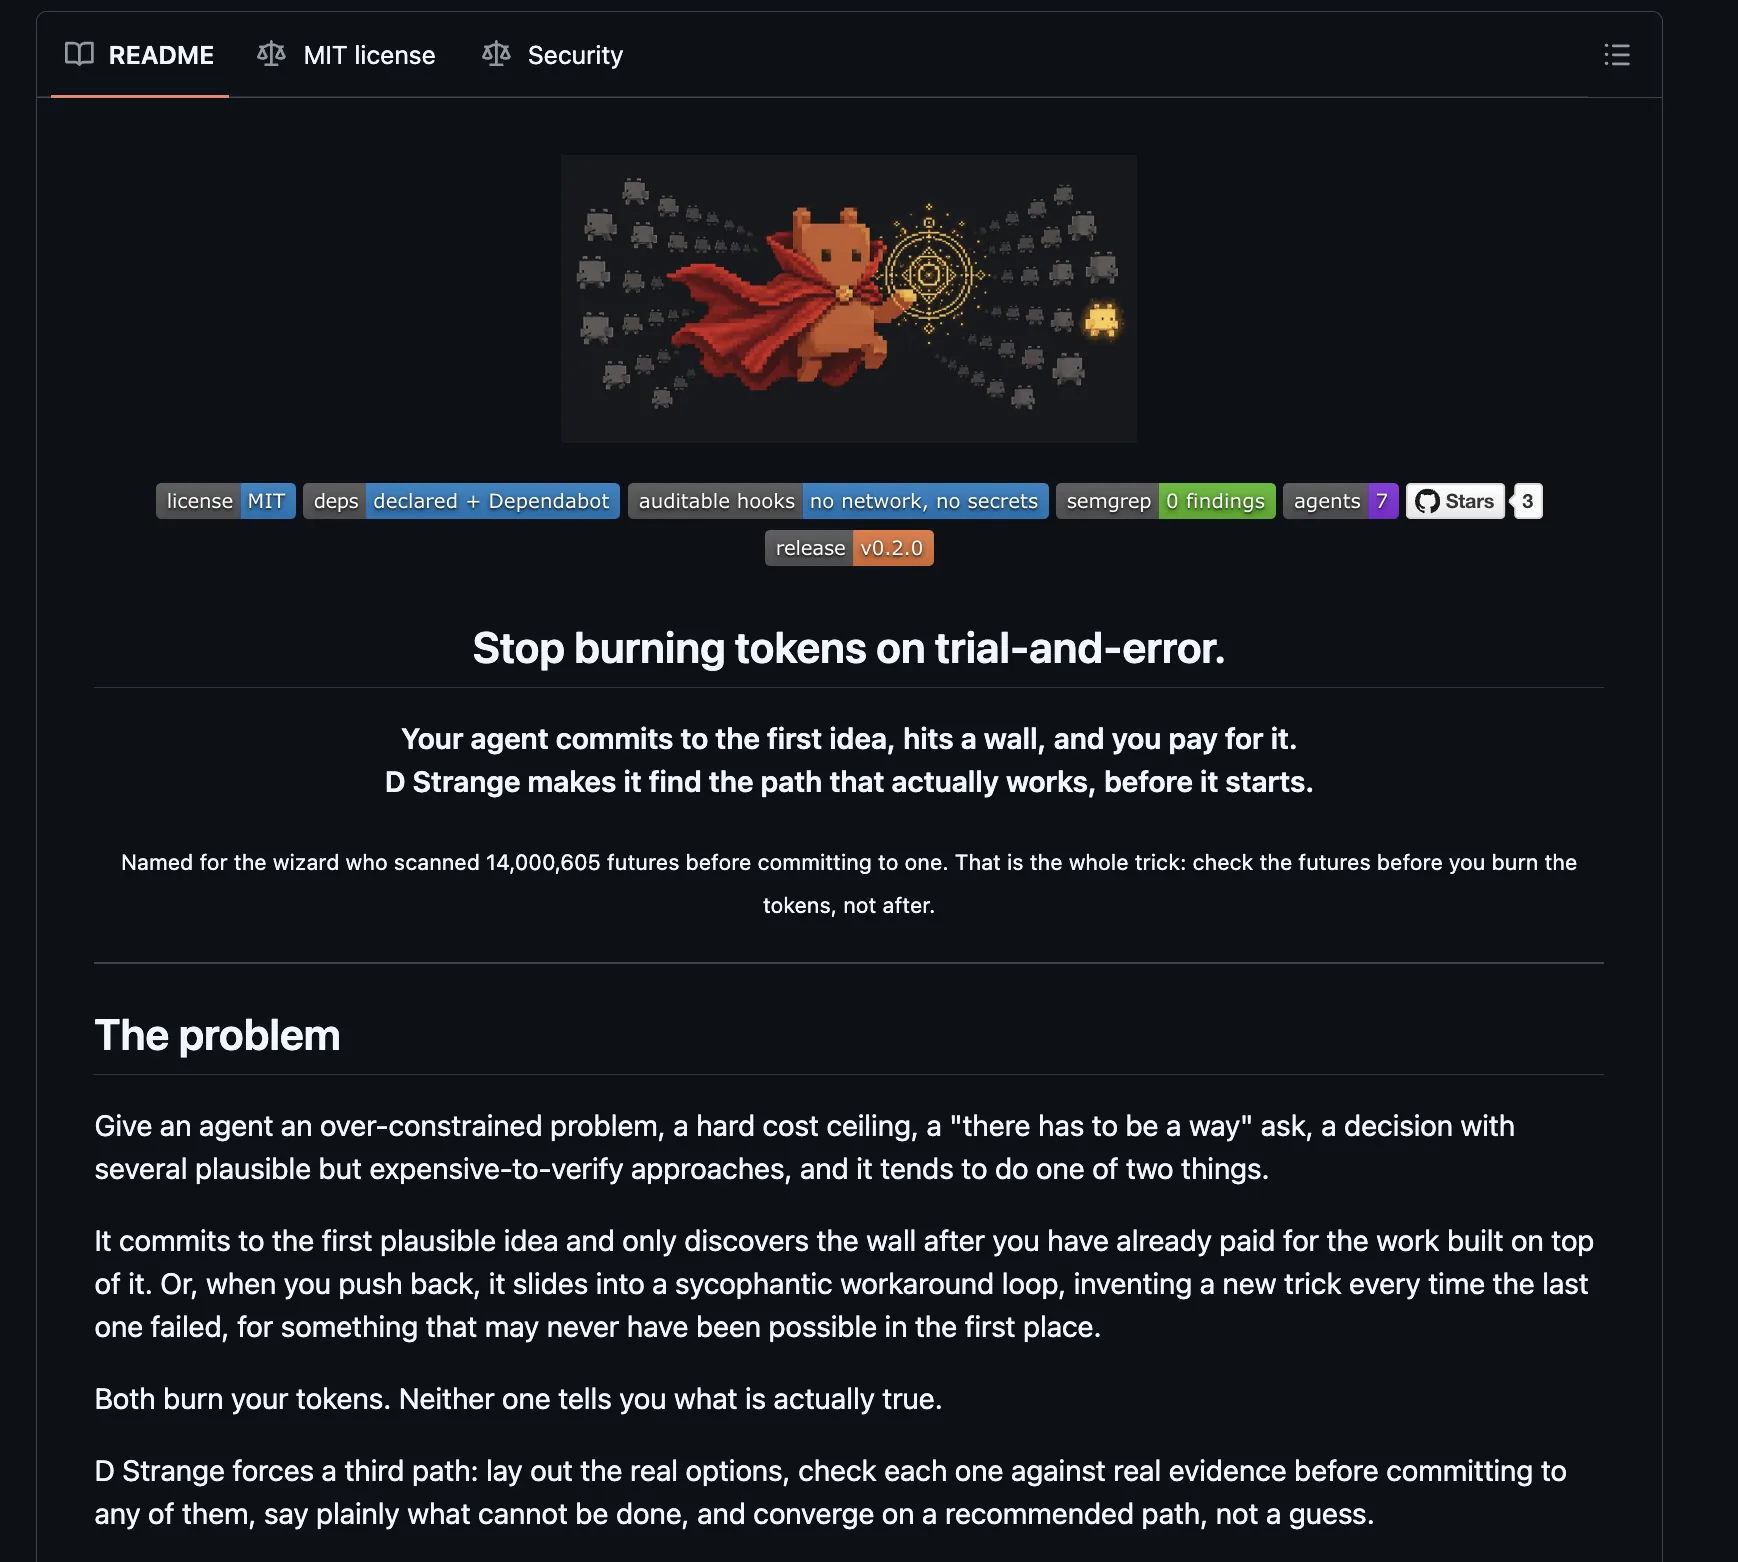 README MIT license Security
license MIT deps declared + Dependabot auditable hooks no network, no secrets semgrep 0 findings agents 7 Stars 3
release v0.2.0
Stop burning tokens on trial-and-error.
Your agent commits to the first idea, hits a wall, and you pay for it.
D Strange makes it find the path that actually works, before it starts.
Named for the wizard who scanned 14,000,605 futures before committing to one. That is the whole trick: check the futures before you burn the
tokens, not after.
The problem
Give an agent an over-constrained problem, a hard cost ceiling, a "there has to be a way" ask, a decision with
several plausible but expensive-to-verify approaches, and it tends to do one of two things.
It commits to the first plausible idea and only discovers the wall after you have already paid for the work built on top
of it. Or, when you push back, it slides into a sycophantic workaround loop, inventing a new trick every time the last
one failed, for something that may never have been possible in the first place.
Both burn your tokens. Neither one tells you what is actually true.
D Strange forces a third path: lay out the real options, check each one against real evidence before committing to
any of them, say plainly what cannot be done, and converge on a recommended path, not a guess.